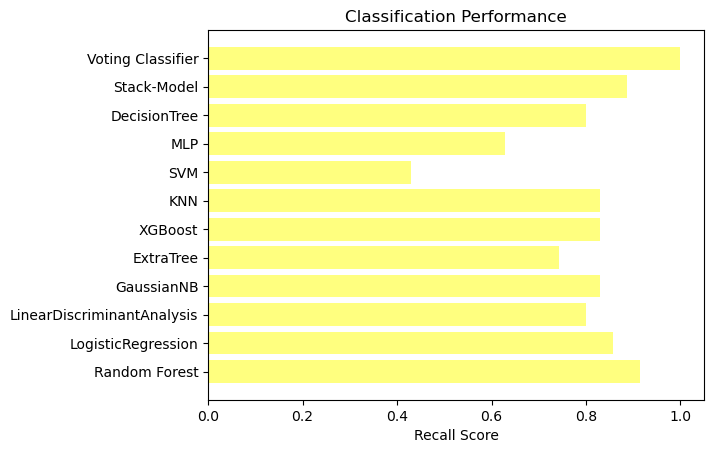 Classification Performance
Voting Classifier
Stack-Model
DecisionTree
MLP
SVM
KNN
XGBoost
ExtraTree
GaussianNB
LinearDiscriminantAnalysis
LogisticRegression
Random Forest
0.0 0.2 0.4 0.6 0.8 1.0
Recall Score